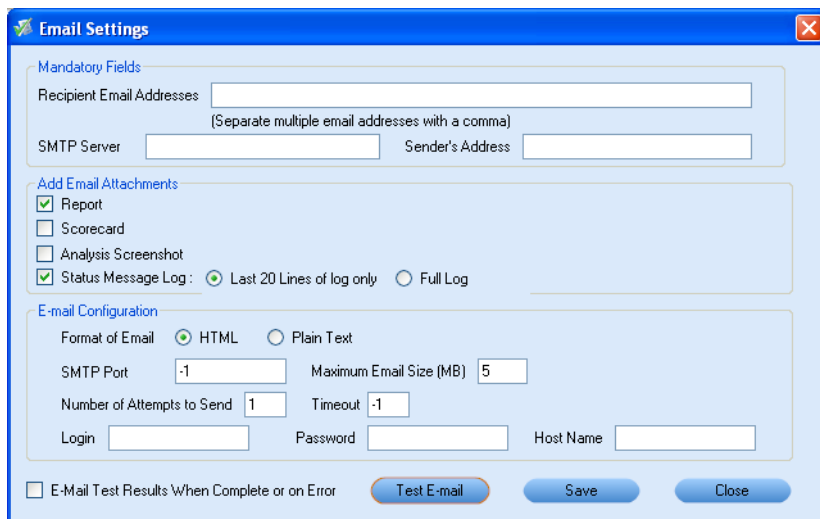 Email Settings
Mandatory Fields
Recipient Email Addresses
(Separate multiple email addresses with a comma)
SMTP Server Sender's Address
Add Email Attachments
Report
Scorecard
Analysis Screenshot
Status Message Log : Last 20 Lines of log only Full Log
E-mail Configuration
Format of Email HTML Plain Text
SMTP Port -1 Maximum Email Size (MB) 5
Number of Attempts to Send 1 Timeout -1
Login Password Host Name
E-Mail Test Results When Complete or on Error Test E-mail Save Close